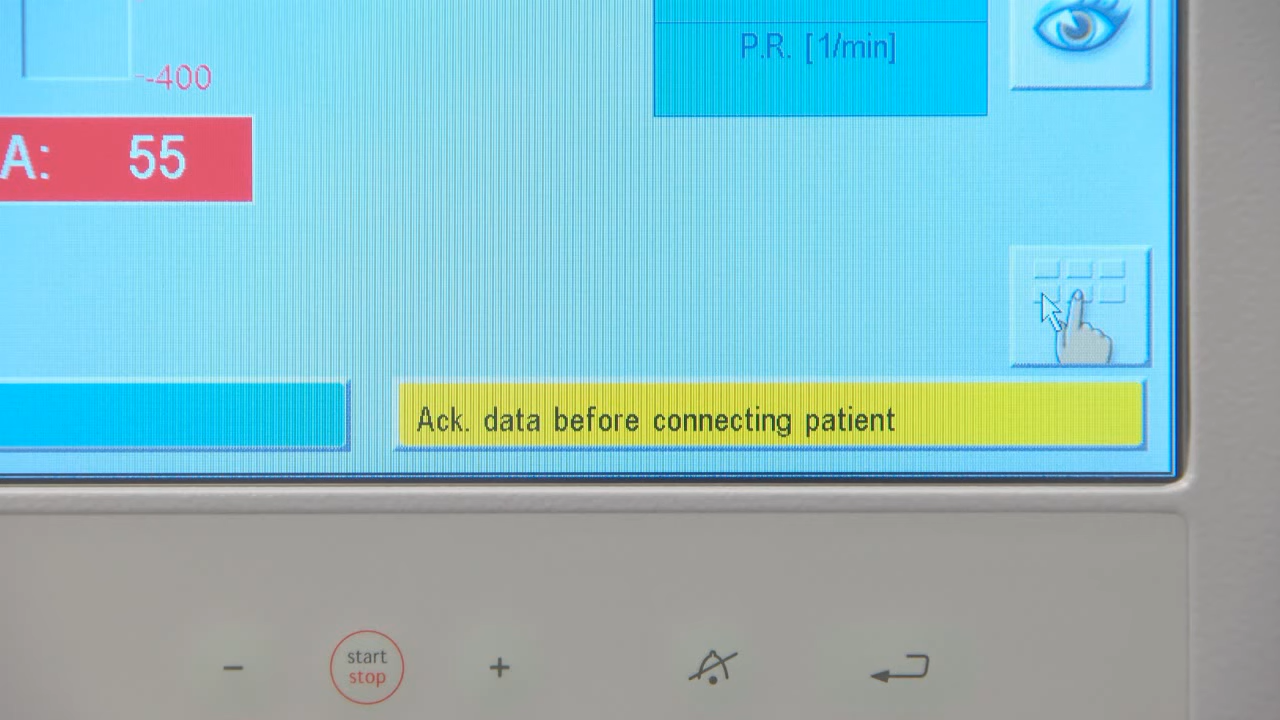 P.R. [1/min]
-400
A: 55
Ack. data before connecting patient
- start stop +